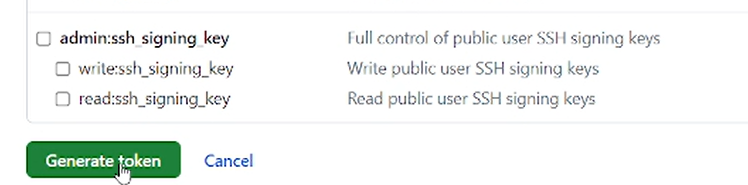 admin:ssh_signing_key Full control of public user SSH signing keys
write:ssh_signing_key Write public user SSH signing keys
read:ssh_signing_key Read public user SSH signing keys
Generate token Cancel